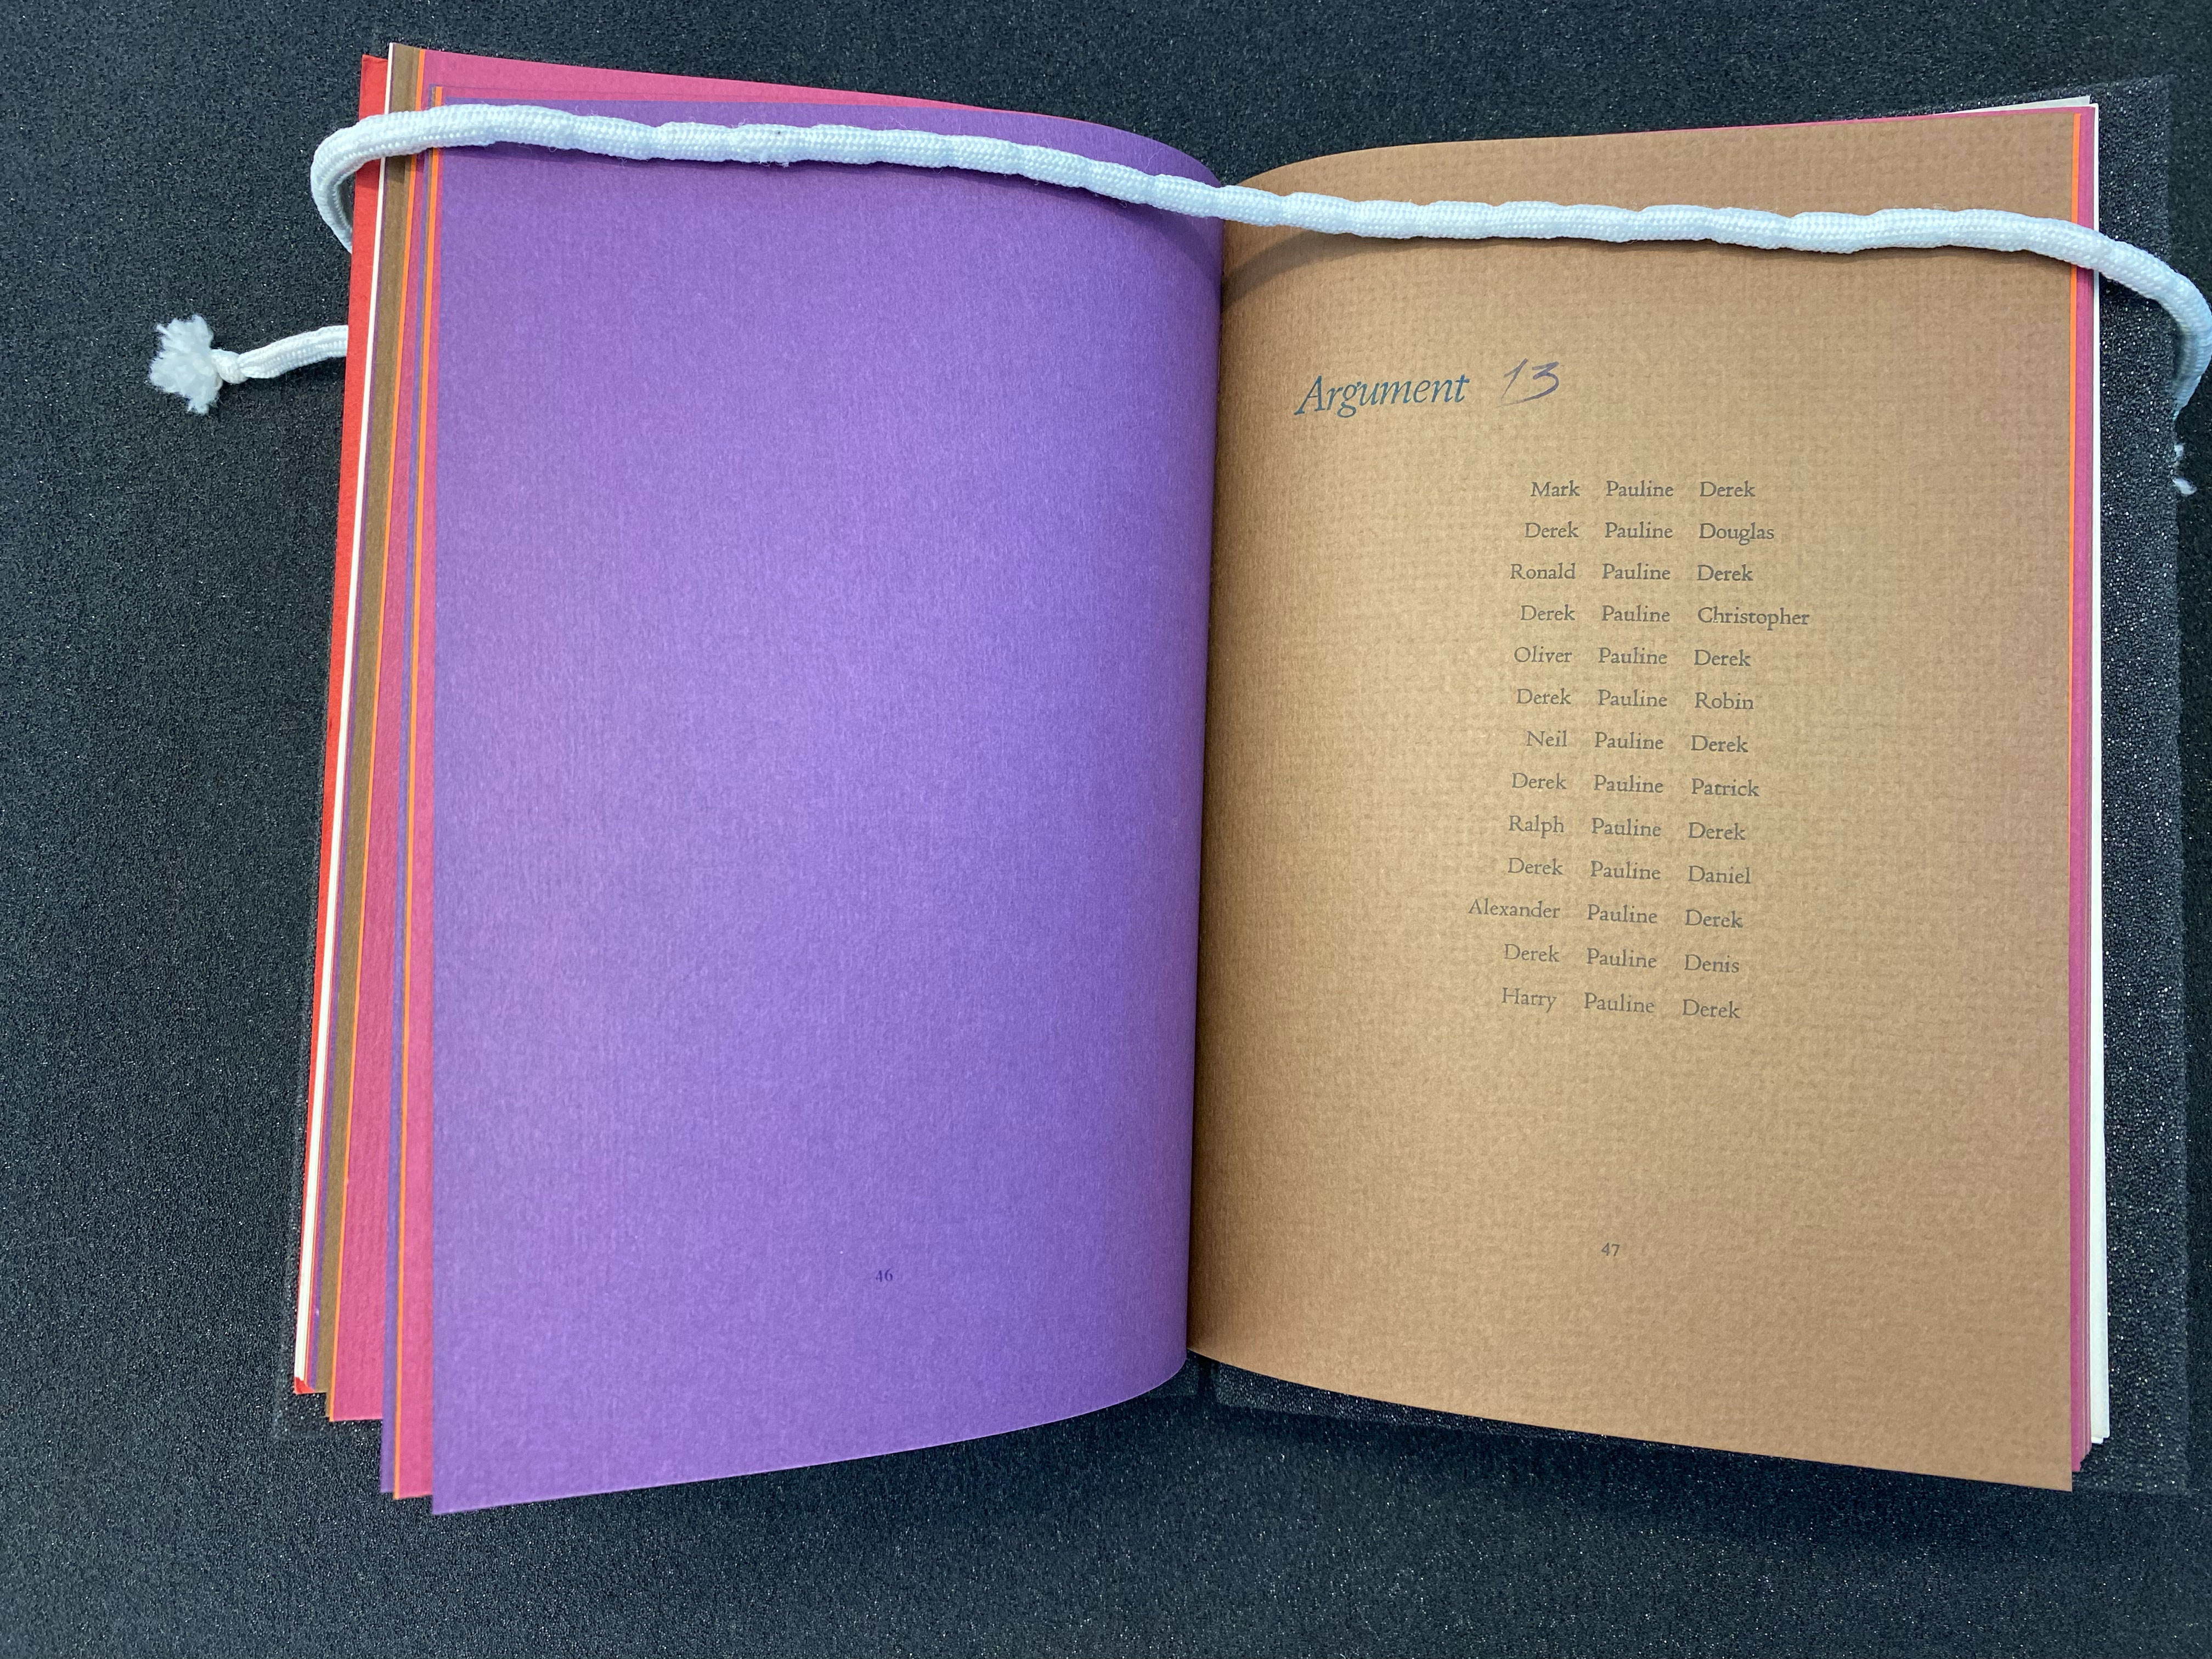 46
Argument 13
Mark Pauline Derek
Derek Pauline Douglas
Ronald Pauline Derek
Derek Pauline Christopher
Oliver Pauline Derek
Derek Pauline Robin
Neil Pauline Derek
Derek Pauline Patrick
Ralph Pauline Derek
Derek Pauline Daniel
Alexander Pauline Derek
Derek Pauline Denis
Harry Pauline Derek
47